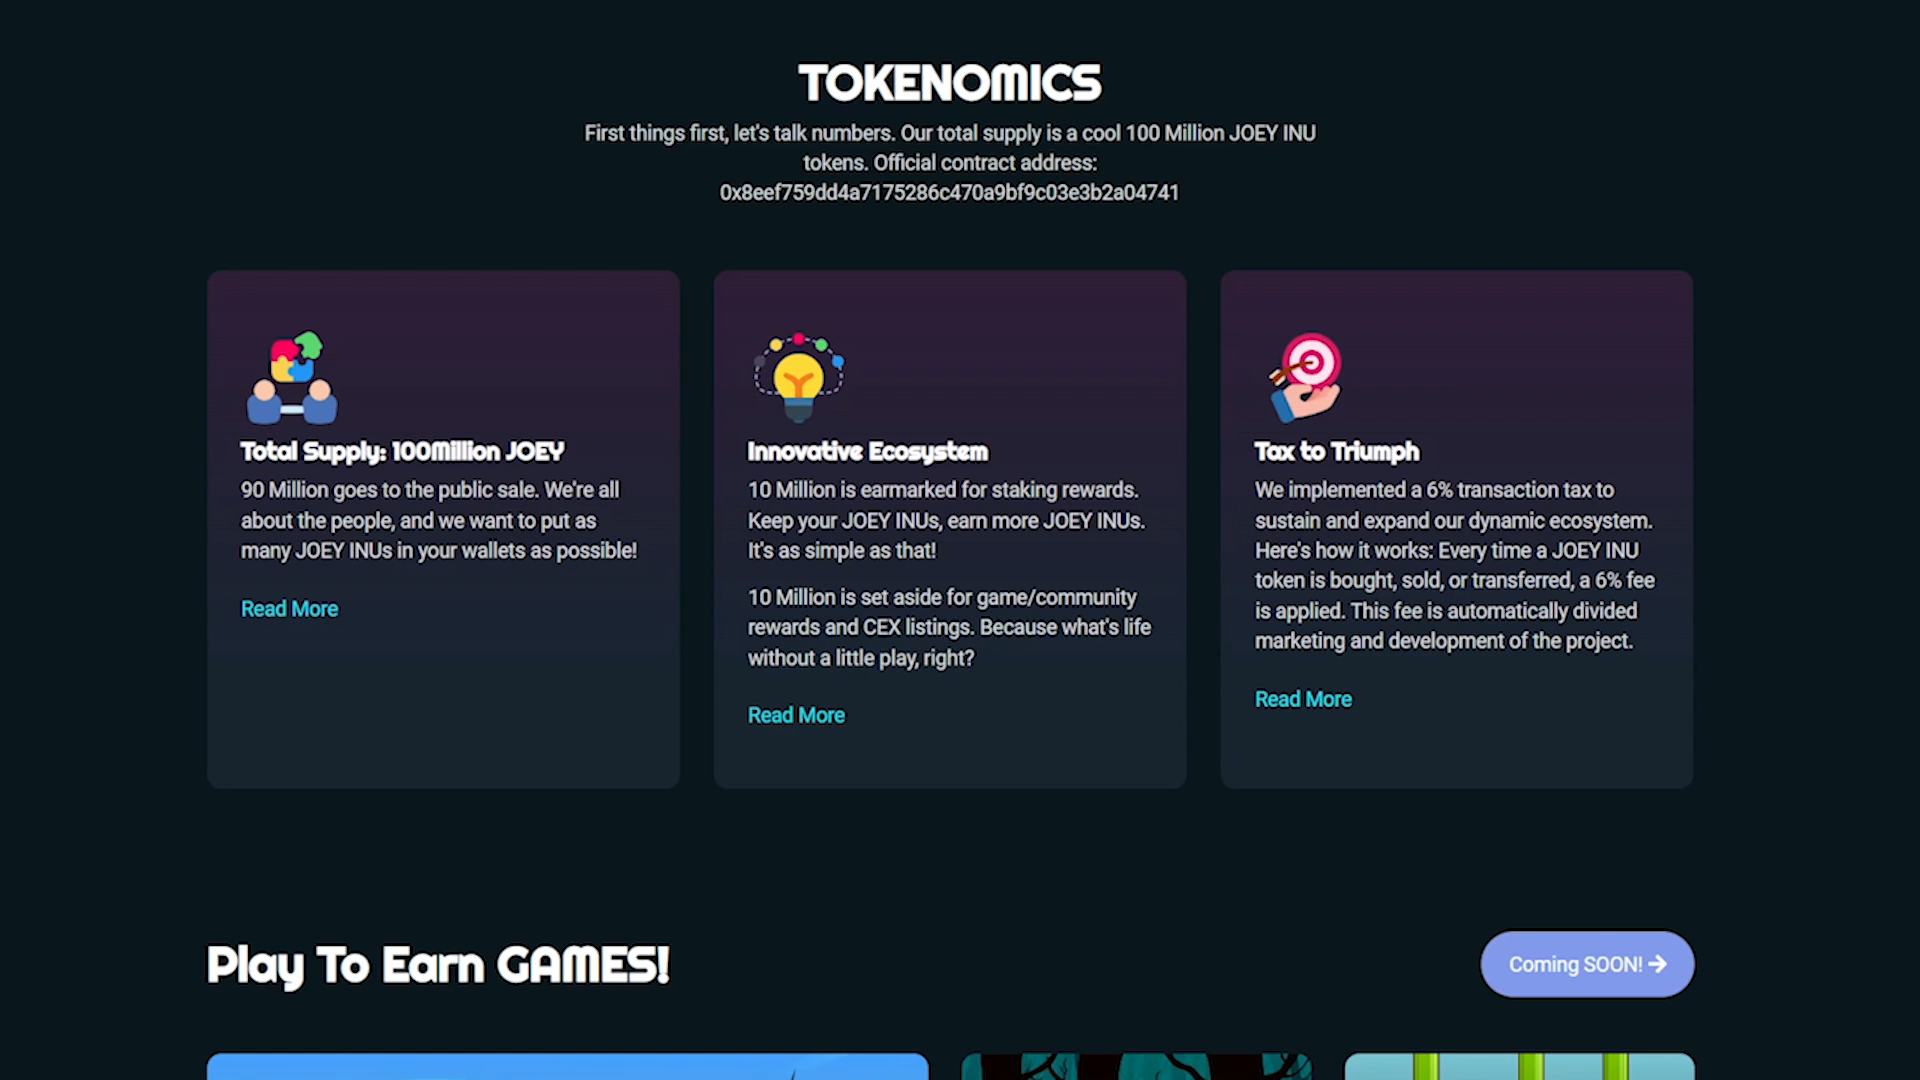 TOKENOMICS
First things first, let's talk numbers. Our total supply is a cool 100 Million JOEY INU
tokens. Official contract address:
0x8eef759dd4a7175286c470a9bf9c03e3b2a04741
Total Supply: 100Million JOEY
90 Million goes to the public sale. We're all
about the people, and we want to put as
many JOEY INUs in your wallets as possible!
Read More
Innovative Ecosystem
10 Million is earmarked for staking rewards.
Keep your JOEY INUs, earn more JOEY INUs.
It's as simple as that!
10 Million is set aside for game/community
rewards and CEX listings. Because what's life
without a little play, right?
Read More
Tax to Triumph
We implemented a 6% transaction tax to
sustain and expand our dynamic ecosystem.
Here's how it works: Every time a JOEY INU
token is bought, sold, or transferred, a 6% fee
is applied. This fee is automatically divided
marketing and development of the project.
Read More
Play To Earn GAMES!
Coming SOON!